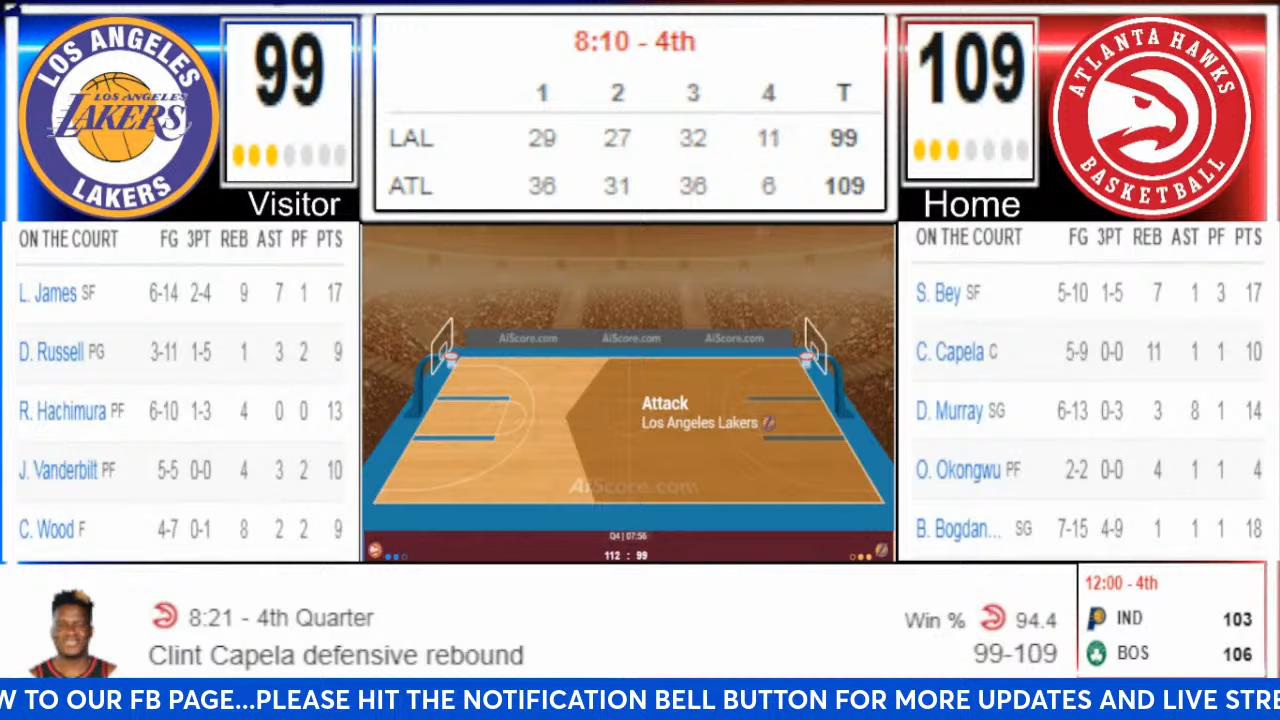 LOS ANGELES
LOS ANGELES
LAKERS
LAKERS
99
Visitor
8:10 - 4th
1 2 3 4 T
LAL 29 27 32 11 99
ATL 36 31 36 6 109
109
Home
ATLANTA HAWKS
BASKETBALL
ON THE COURT FG 3PT REB AST PF PTS
L. James SF 6-14 2-4 9 7 1 17
D. Russell PG 3-11 1-5 1 3 2 9
R. Hachimura PF 6-10 1-3 4 0 0 13
J. Vanderbilt PF 5-5 0-0 4 3 2 10
C. Wood F 4-7 0-1 8 2 2 9
AiScore.com AiScore.com AiScore.com
Attack
Los Angeles Lakers
AiScore.com
Q4 | 07:56
112 : 99
ON THE COURT FG 3PT REB AST PF PTS
S. Bey SF 5-10 1-5 7 1 3 17
C. Capela C 5-9 0-0 11 1 1 10
D. Murray SG 6-13 0-3 3 8 1 14
O. Okongwu PF 2-2 0-0 4 1 1 4
B. Bogdan... SG 7-15 4-9 1 1 1 18
8:21 - 4th Quarter
Clint Capela defensive rebound
Win % 94.4
99-109
12:00 - 4th
IND 103
BOS 106
W TO OUR FB PAGE...PLEASE HIT THE NOTIFICATION BELL BUTTON FOR MORE UPDATES AND LIVE STRE